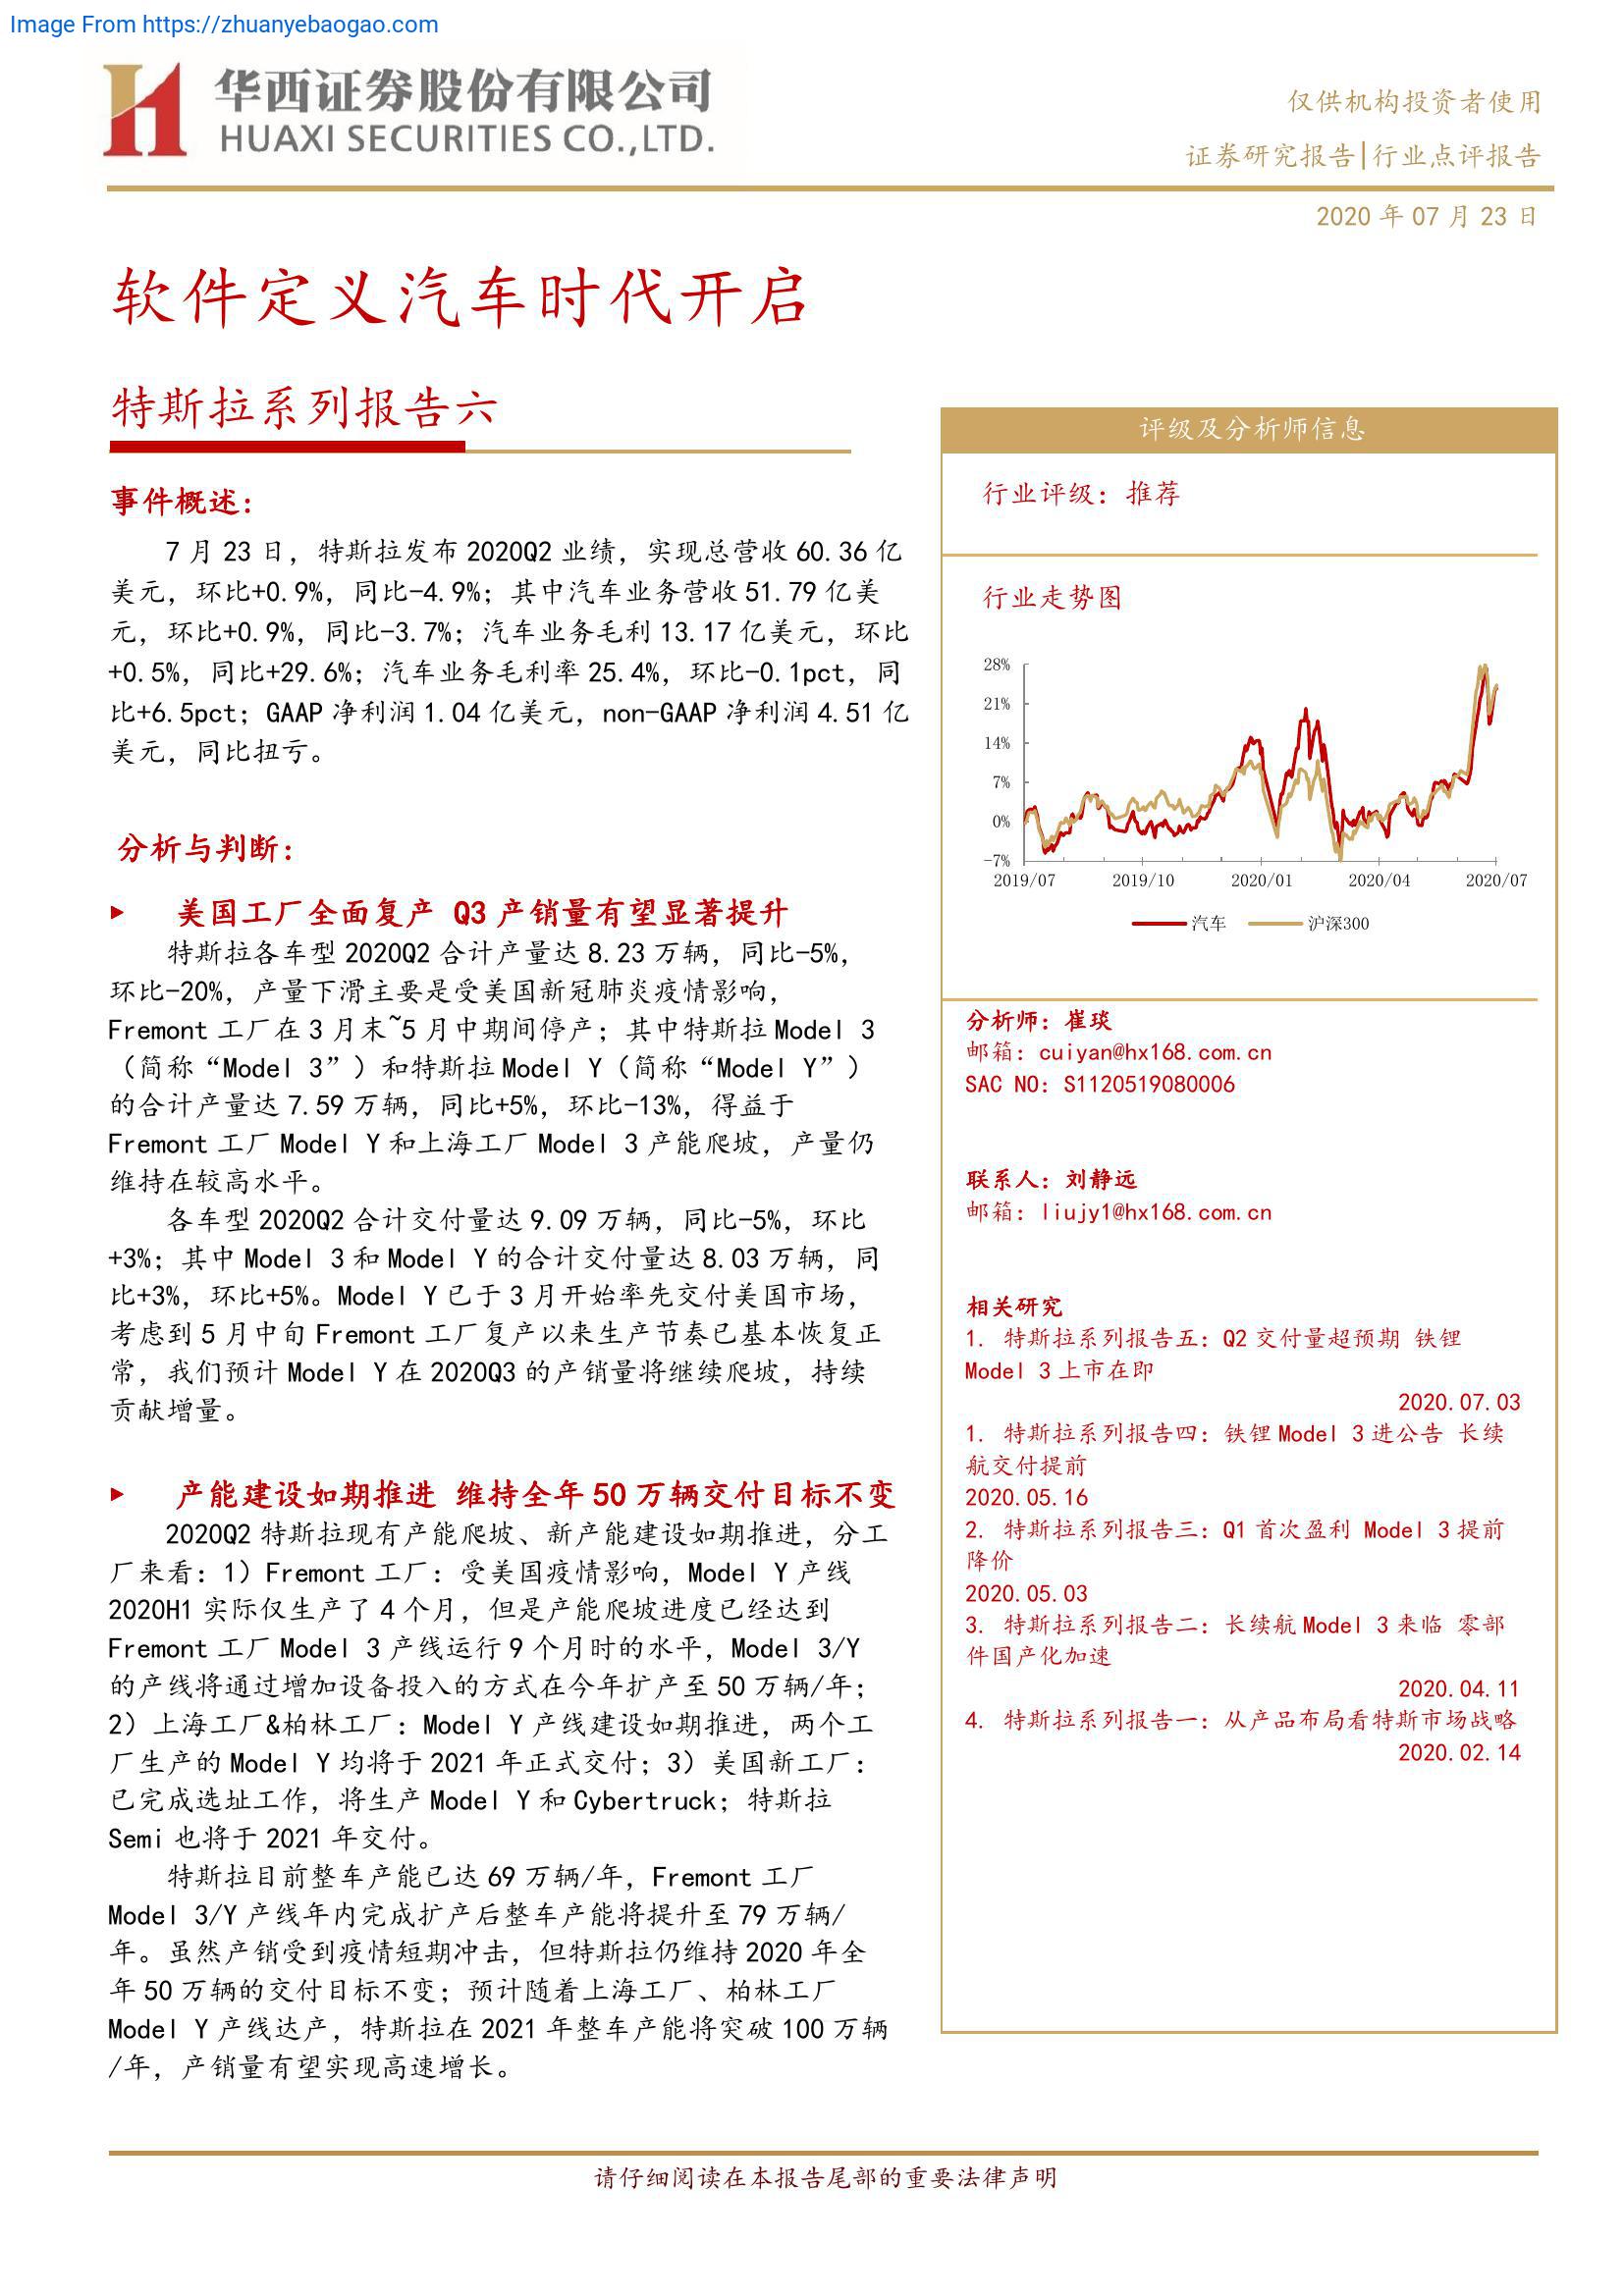 Image From https://zhuanyebaogao.com
华西证券股份有限公司
HUAXI SECURITIES CO.,LTD.
仅供机构投资者使用
证券研究报告|行业点评报告
2020 年 07 月 23 日
软件定义汽车时代开启
特斯拉系列报告六
事件概述:
7 月 23 日, 特斯拉发布 2020Q2 业绩, 实现总营收 60.36 亿
美元, 环比+0.9%, 同比-4.9%; 其中汽车业务营收 51.79 亿美
元, 环比+0.9%, 同比-3.7%; 汽车业务毛利 13.17 亿美元, 环比
+0.5%, 同比+29.6%; 汽车业务毛利率 25.4%, 环比-0.1pct, 同
比+6.5pct; GAAP 净利润 1.04 亿美元, non-GAAP 净利润 4.51 亿
美元, 同比扭亏。
分析与判断:
► 美国工厂全面复产 Q3 产销量有望显著提升
特斯拉各车型 2020Q2 合计产量达 8.23 万辆, 同比-5%,
环比-20%, 产量下滑主要是受美国新冠肺炎疫情影响,
Fremont 工厂在 3 月末~5 月中期间停产; 其中特斯拉 Model 3
（简称“Model 3”）和特斯拉 Model Y（简称“Model Y”）
的合计产量达 7.59 万辆, 同比+5%, 环比-13%, 得益于
Fremont 工厂 Model Y 和上海工厂 Model 3 产能爬坡, 产量仍
维持在较高水平。
各车型 2020Q2 合计交付量达 9.09 万辆, 同比-5%, 环比
+3%; 其中 Model 3 和 Model Y 的合计交付量达 8.03 万辆, 同
比+3%, 环比+5%。Model Y 已于 3 月开始率先交付美国市场,
考虑到 5 月中旬 Fremont 工厂复产以来生产节奏已基本恢复正
常, 我们预计 Model Y 在 2020Q3 的产销量将继续爬坡, 持续
贡献增量。
► 产能建设如期推进 维持全年 50 万辆交付目标不变
2020Q2 特斯拉现有产能爬坡、新产能建设如期推进, 分工
厂来看: 1）Fremont 工厂: 受美国疫情影响, Model Y 产线
2020H1 实际仅生产了 4 个月, 但是产能爬坡进度已经达到
Fremont 工厂 Model 3 产线运行 9 个月时的水平, Model 3/Y
的产线将通过增加设备投入的方式在今年扩产至 50 万辆/年;
2）上海工厂&柏林工厂: Model Y 产线建设如期推进, 两个工
厂生产的 Model Y 均将于 2021 年正式交付; 3）美国新工厂:
已完成选址工作, 将生产 Model Y 和 Cybertruck; 特斯拉
Semi 也将于 2021 年交付。
特斯拉目前整车产能已达 69 万辆/年, Fremont 工厂
Model 3/Y 产线年内完成扩产后整车产能将提升至 79 万辆/
年。虽然产销受到疫情短期冲击, 但特斯拉仍维持 2020 年全
年 50 万辆的交付目标不变; 预计随着上海工厂、柏林工厂
Model Y 产线达产, 特斯拉在 2021 年整车产能将突破 100 万辆
/年, 产销量有望实现高速增长。
评级及分析师信息
行业评级: 推荐
行业走势图
28%
21%
14%
7%
0%
-7%
2019/07 2019/10 2020/01 2020/04 2020/07
汽车 沪深300
分析师: 崔琰
邮箱: cuiyan@hx168.com.cn
SAC NO: S1120519080006
联系人: 刘静远
邮箱: liujy1@hx168.com.cn
相关研究
1. 特斯拉系列报告五: Q2 交付量超预期 铁锂
Model 3 上市在即
2020.07.03
1. 特斯拉系列报告四: 铁锂 Model 3 进公告 长续
航交付提前
2020.05.16
2. 特斯拉系列报告三: Q1 首次盈利 Model 3 提前
降价
2020.05.03
3. 特斯拉系列报告二: 长续航 Model 3 来临 零部
件国产化加速
2020.04.11
4. 特斯拉系列报告一: 从产品布局看特斯市场战略
2020.02.14
请仔细阅读在本报告尾部的重要法律声明